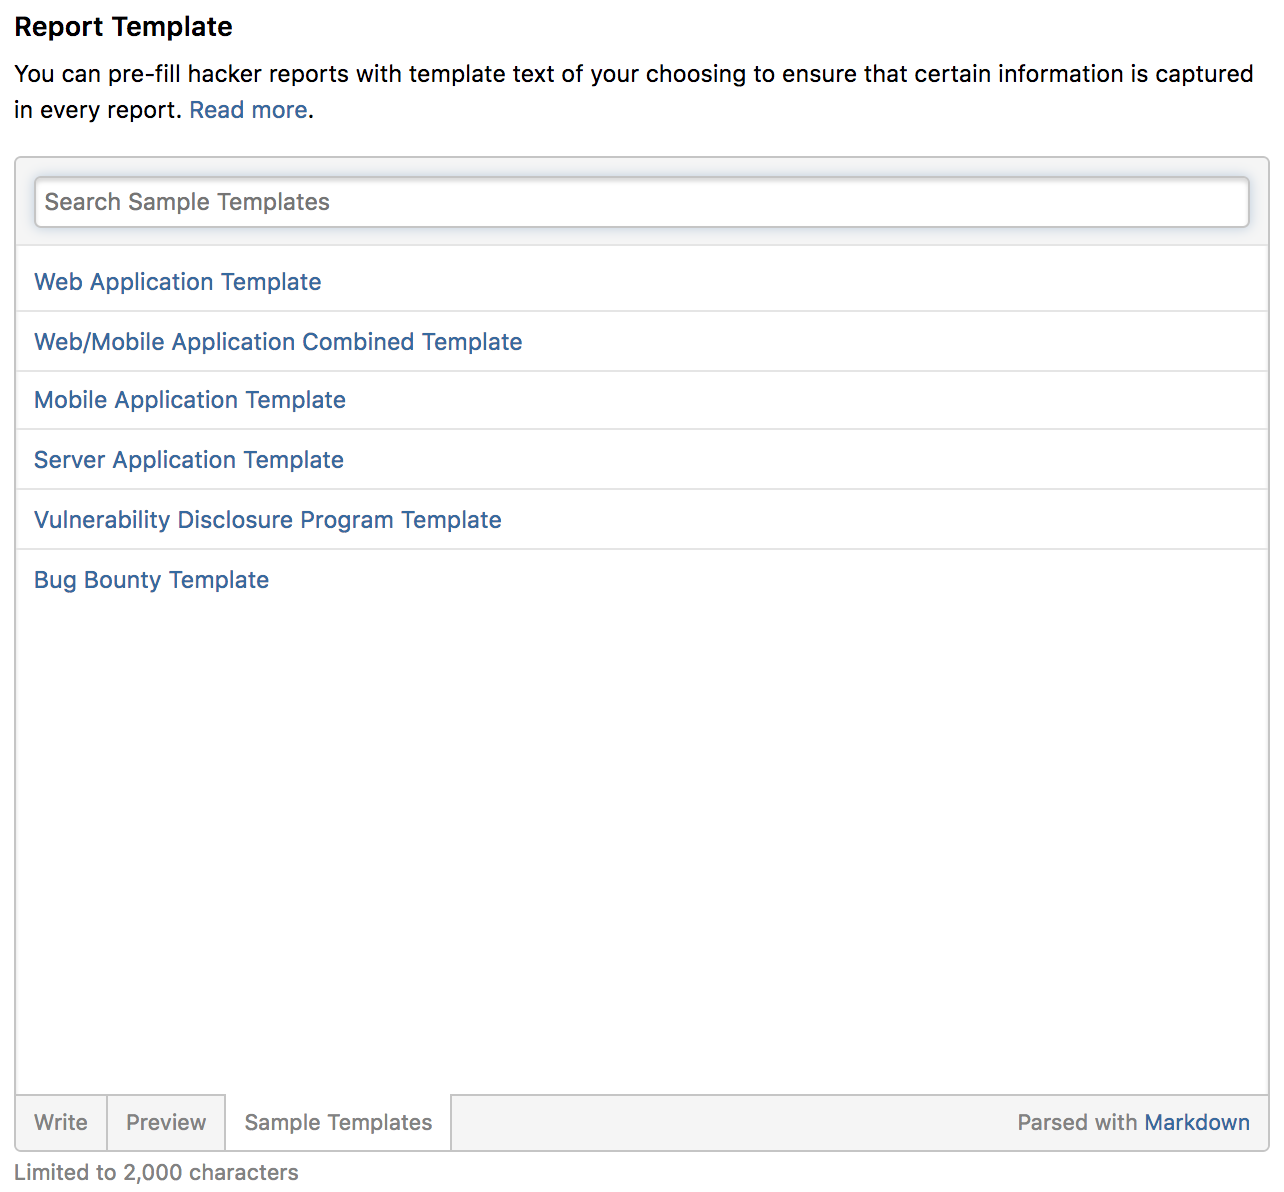 Report Template
You can pre-fill hacker reports with template text of your choosing to ensure that certain information is captured
in every report. Read more.
Search Sample Templates
Web Application Template
Web/Mobile Application Combined Template
Mobile Application Template
Server Application Template
Vulnerability Disclosure Program Template
Bug Bounty Template
Write Preview Sample Templates Parsed with Markdown
Limited to 2,000 characters